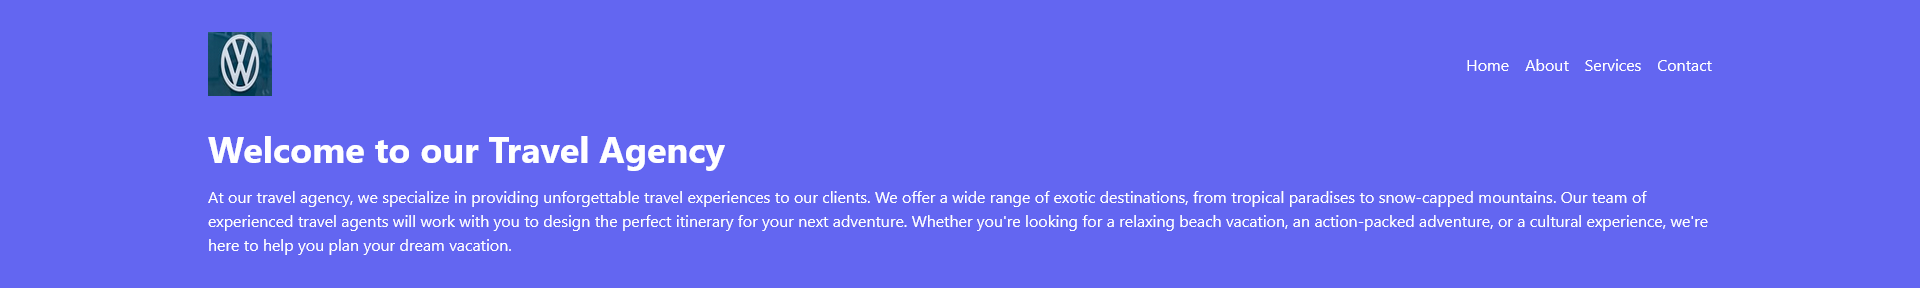 Home About Services Contact
Welcome to our Travel Agency
At our travel agency, we specialize in providing unforgettable travel experiences to our clients. We offer a wide range of exotic destinations, from tropical paradises to snow-capped mountains. Our team of
experienced travel agents will work with you to design the perfect itinerary for your next adventure. Whether you're looking for a relaxing beach vacation, an action-packed adventure, or a cultural experience, we're
here to help you plan your dream vacation.